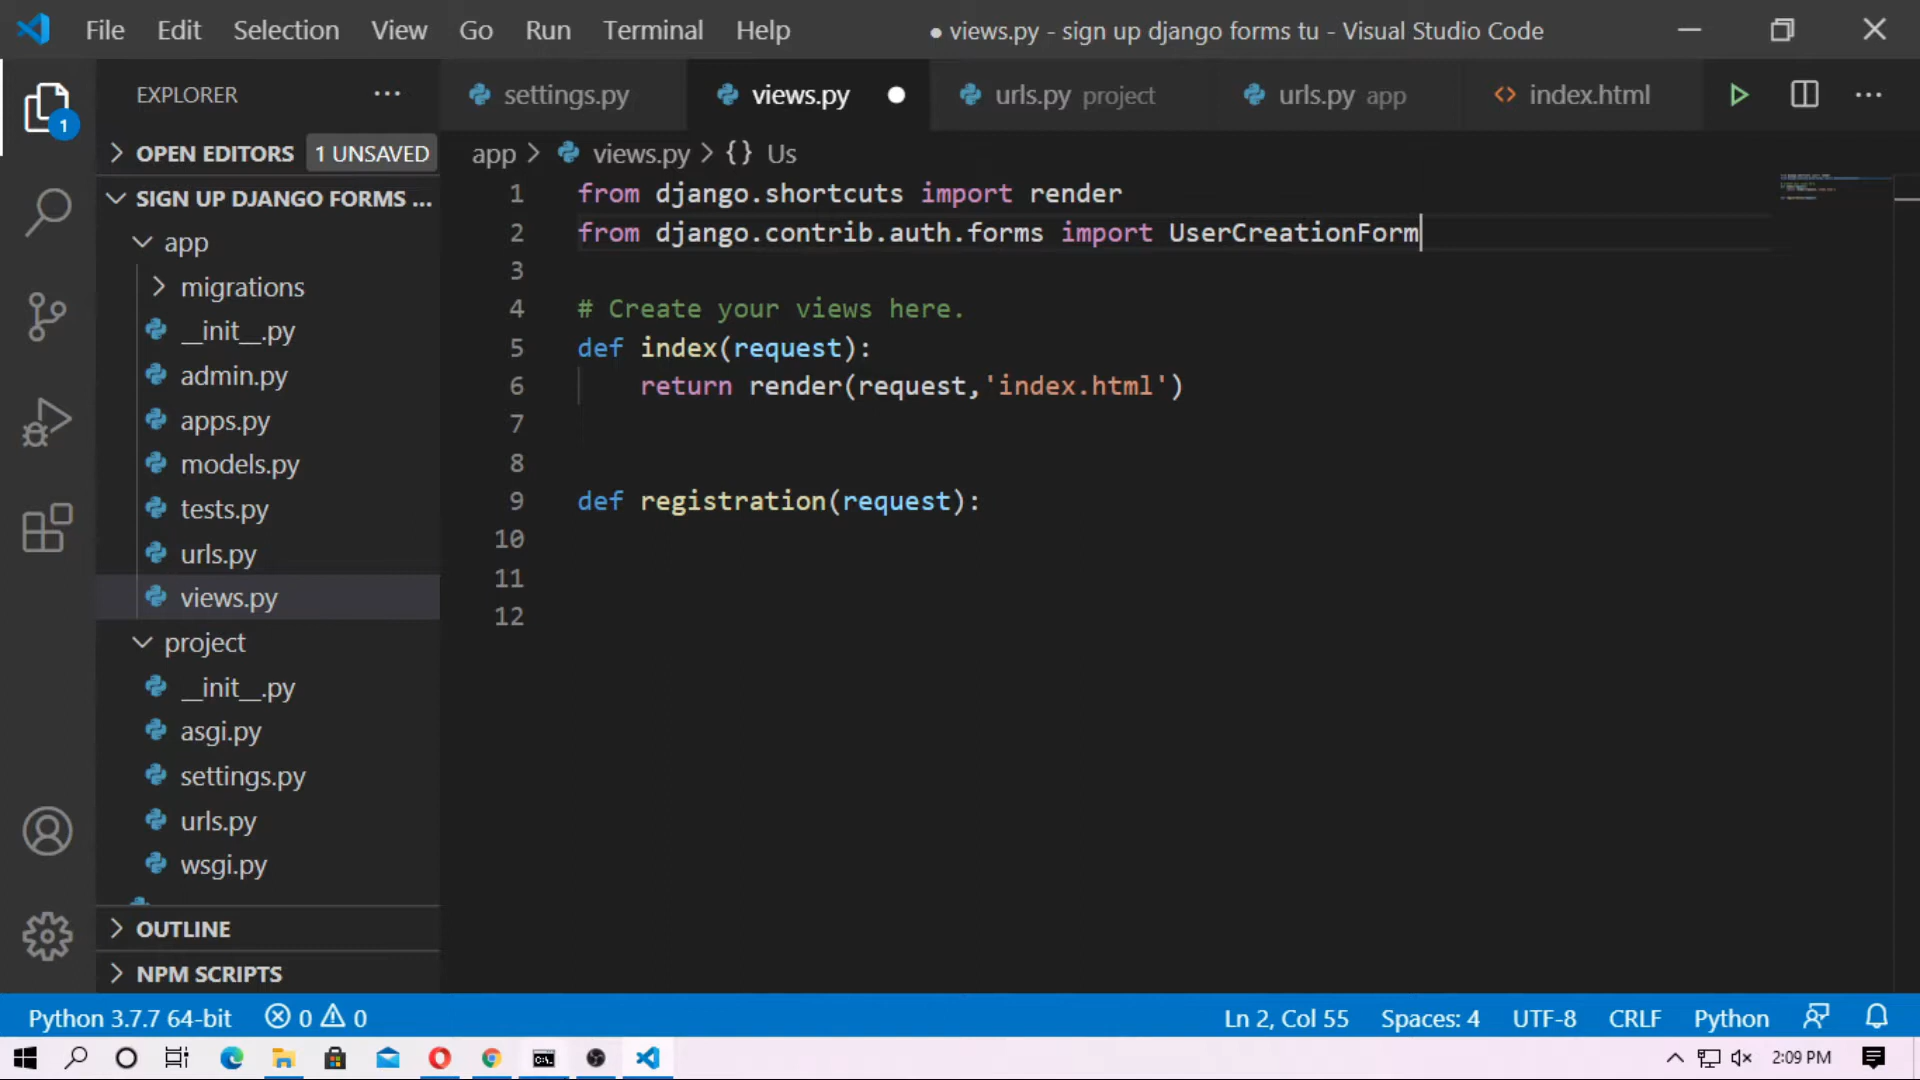 File Edit Selection View Go Run Terminal Help ● views.py - sign up django forms tu - Visual Studio Code
EXPLORER ··· settings.py views.py ● urls.py project urls.py app index.html ···
1
OPEN EDITORS 1 UNSAVED
SIGN UP DJANGO FORMS ...
app
migrations
__init__.py
admin.py
apps.py
models.py
tests.py
urls.py
views.py
project
__init__.py
asgi.py
settings.py
urls.py
wsgi.py
OUTLINE
NPM SCRIPTS
app > views.py > {} Us
1 from django.shortcuts import render
2 from django.contrib.auth.forms import UserCreationForm
3
4 # Create your views here.
5 def index(request):
6     return render(request,'index.html')
7
8
9 def registration(request):
10
11
12
Python 3.7.7 64-bit 0 0 Ln 2, Col 55 Spaces: 4 UTF-8 CRLF Python
2:09 PM